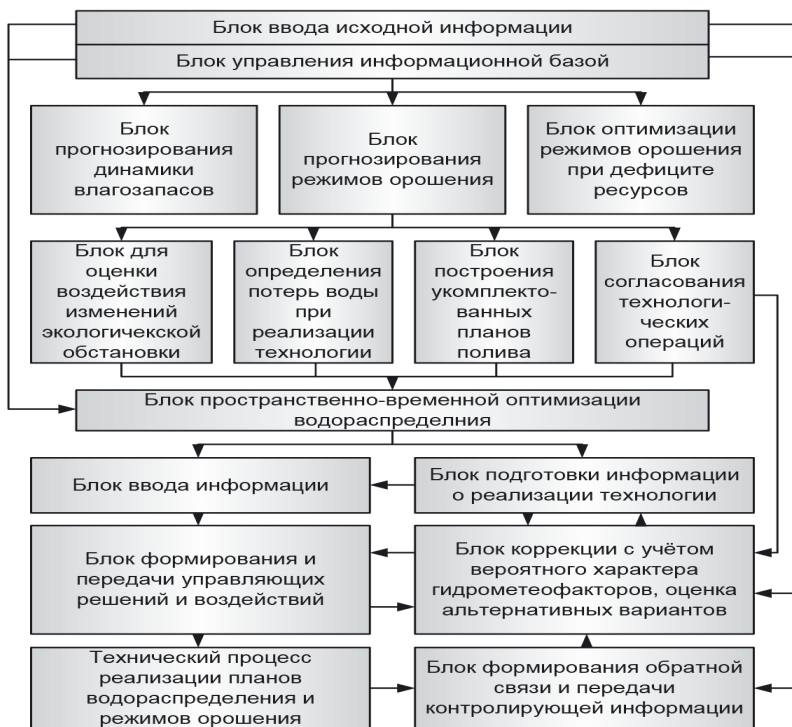 Блок ввода исходной информации
Блок управления информационной базой
Блок
прогнозирования
динамики
влагозапасов
Блок
прогнозирования
режимов орошения
Блок оптимизации
режимов орошения
при дефиците
ресурсов
Блок для
оценки
воздействия
изменений
экологичекской
обстановки
Блок
определения
потерь воды
при
реализации
технологии
Блок
построения
укомплекто-
ванных
планов
полива
Блок
согласования
технологи-
ческих
операций
Блок пространственно-временной оптимизации
водораспределния
Блок ввода информации
Блок подготовки информации
о реализации технологии
Блок формирования и
передачи управляющих
решений и воздействий
Блок коррекции с учётом
вероятного характера
гидрометеофакторов, оценка
альтернативных вариантов
Технический процесс
реализации планов
водораспределения и
режимов орошения
Блок формирования обратной
связи и передачи
контролирующей информации